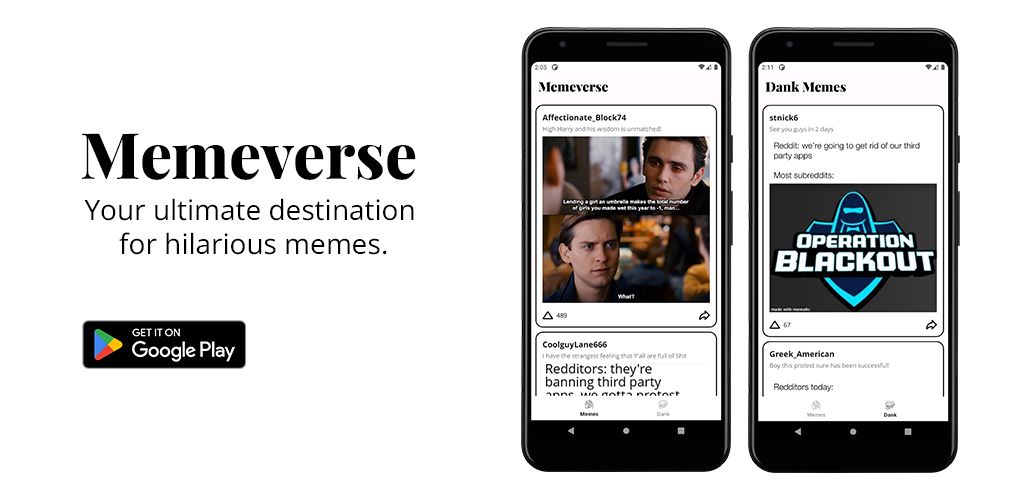 Memeverse
Your ultimate destination
for hilarious memes.
GET IT ON
Google Play
2:05
Memeverse
Affectionate_Block74
High Harry and his wisdom is unmatched!
Lending a girl an umbrella makes the total number
of girls you made wet this year to -1, man...
What?
489
CoolguyLane666
I have the strangest feeling that Y'all are full of Shit
Redditors: they're
banning third party
apps, we gotta protest
Memes
Dank
2:11
Dank Memes
stnick6
See you guys in 2 days
Reddit: we're going to get rid of our third
party apps
Most subreddits:
OPERATION
BLACKOUT
made with mematic
67
Greek_American
Boy this protest sure has been successful!
Redditors today:
Memes
Dank